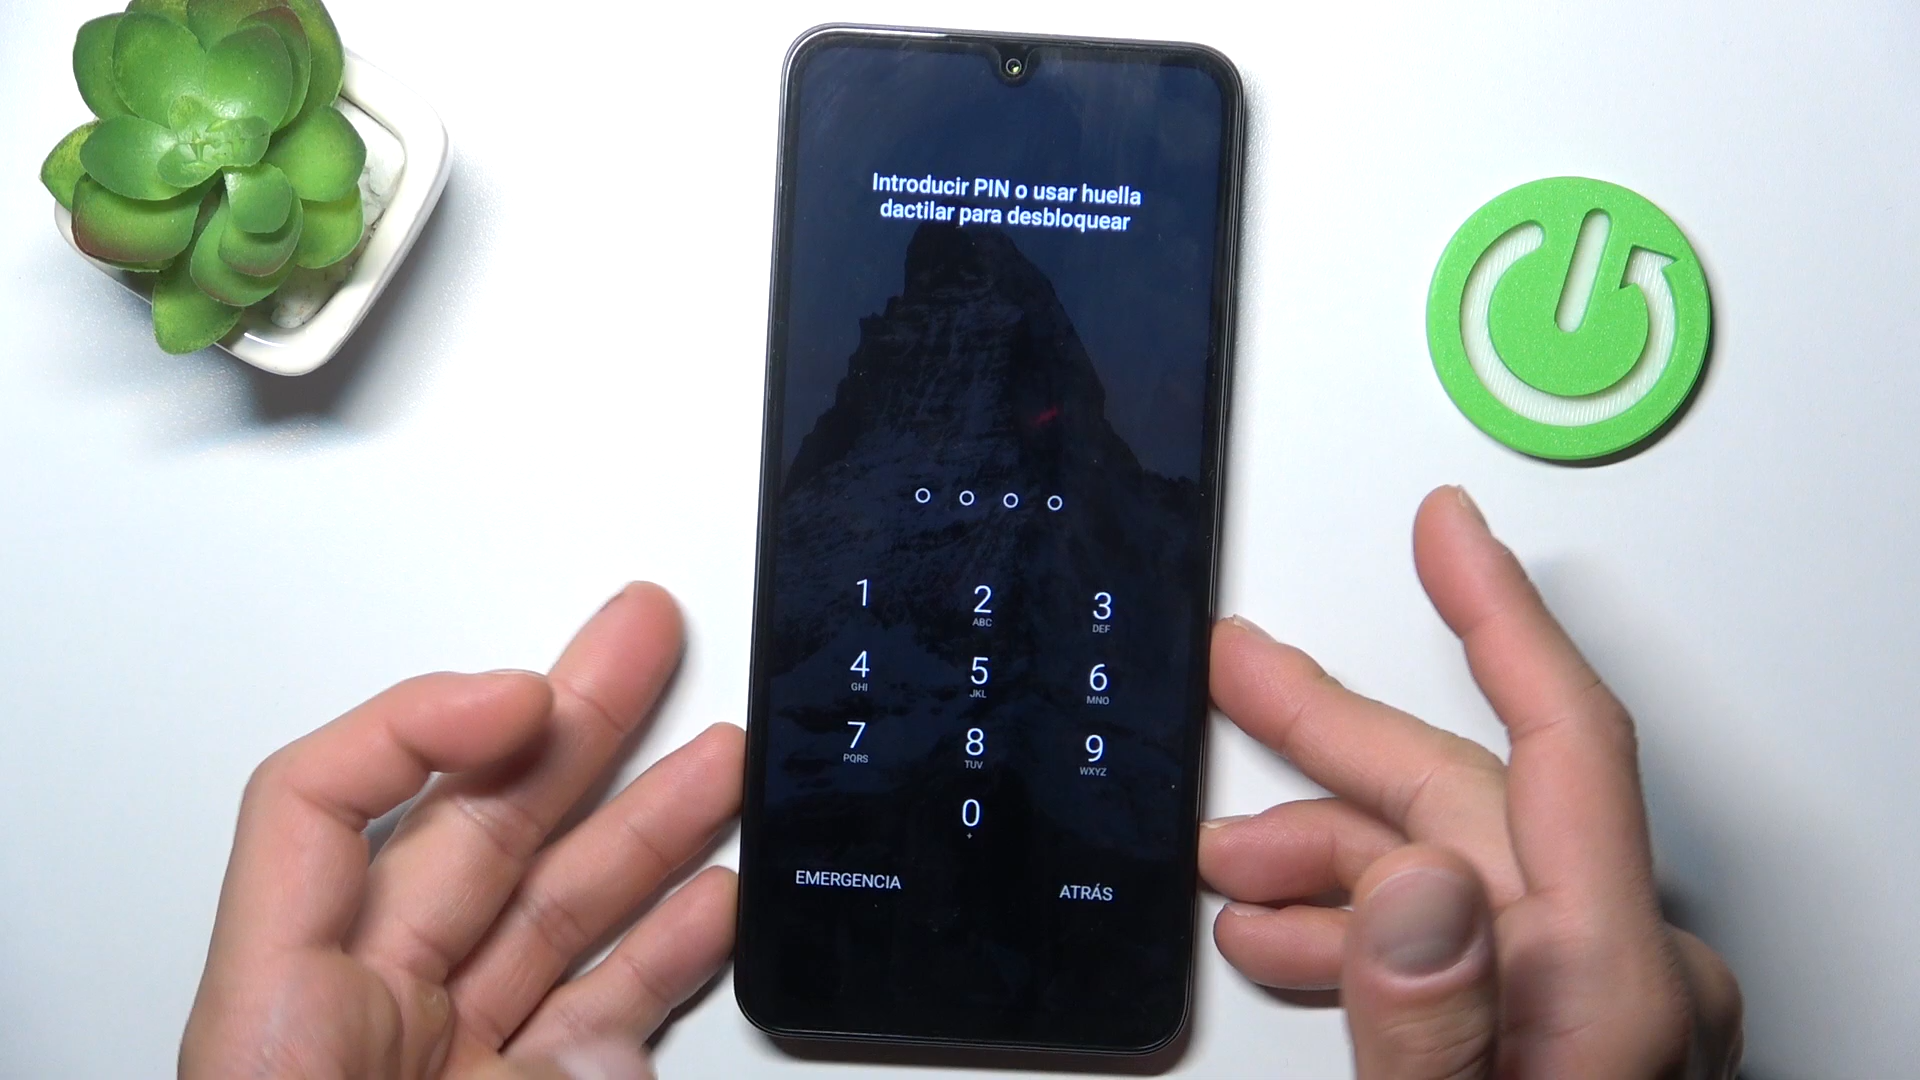 Introducir PIN o usar huella
dactilar para desbloquear
1
2
ABC
3
DEF
4
GHI
5
JKL
6
MNO
7
PQRS
8
TUV
9
WXYZ
0
+
EMERGENCIA
ATRÁS